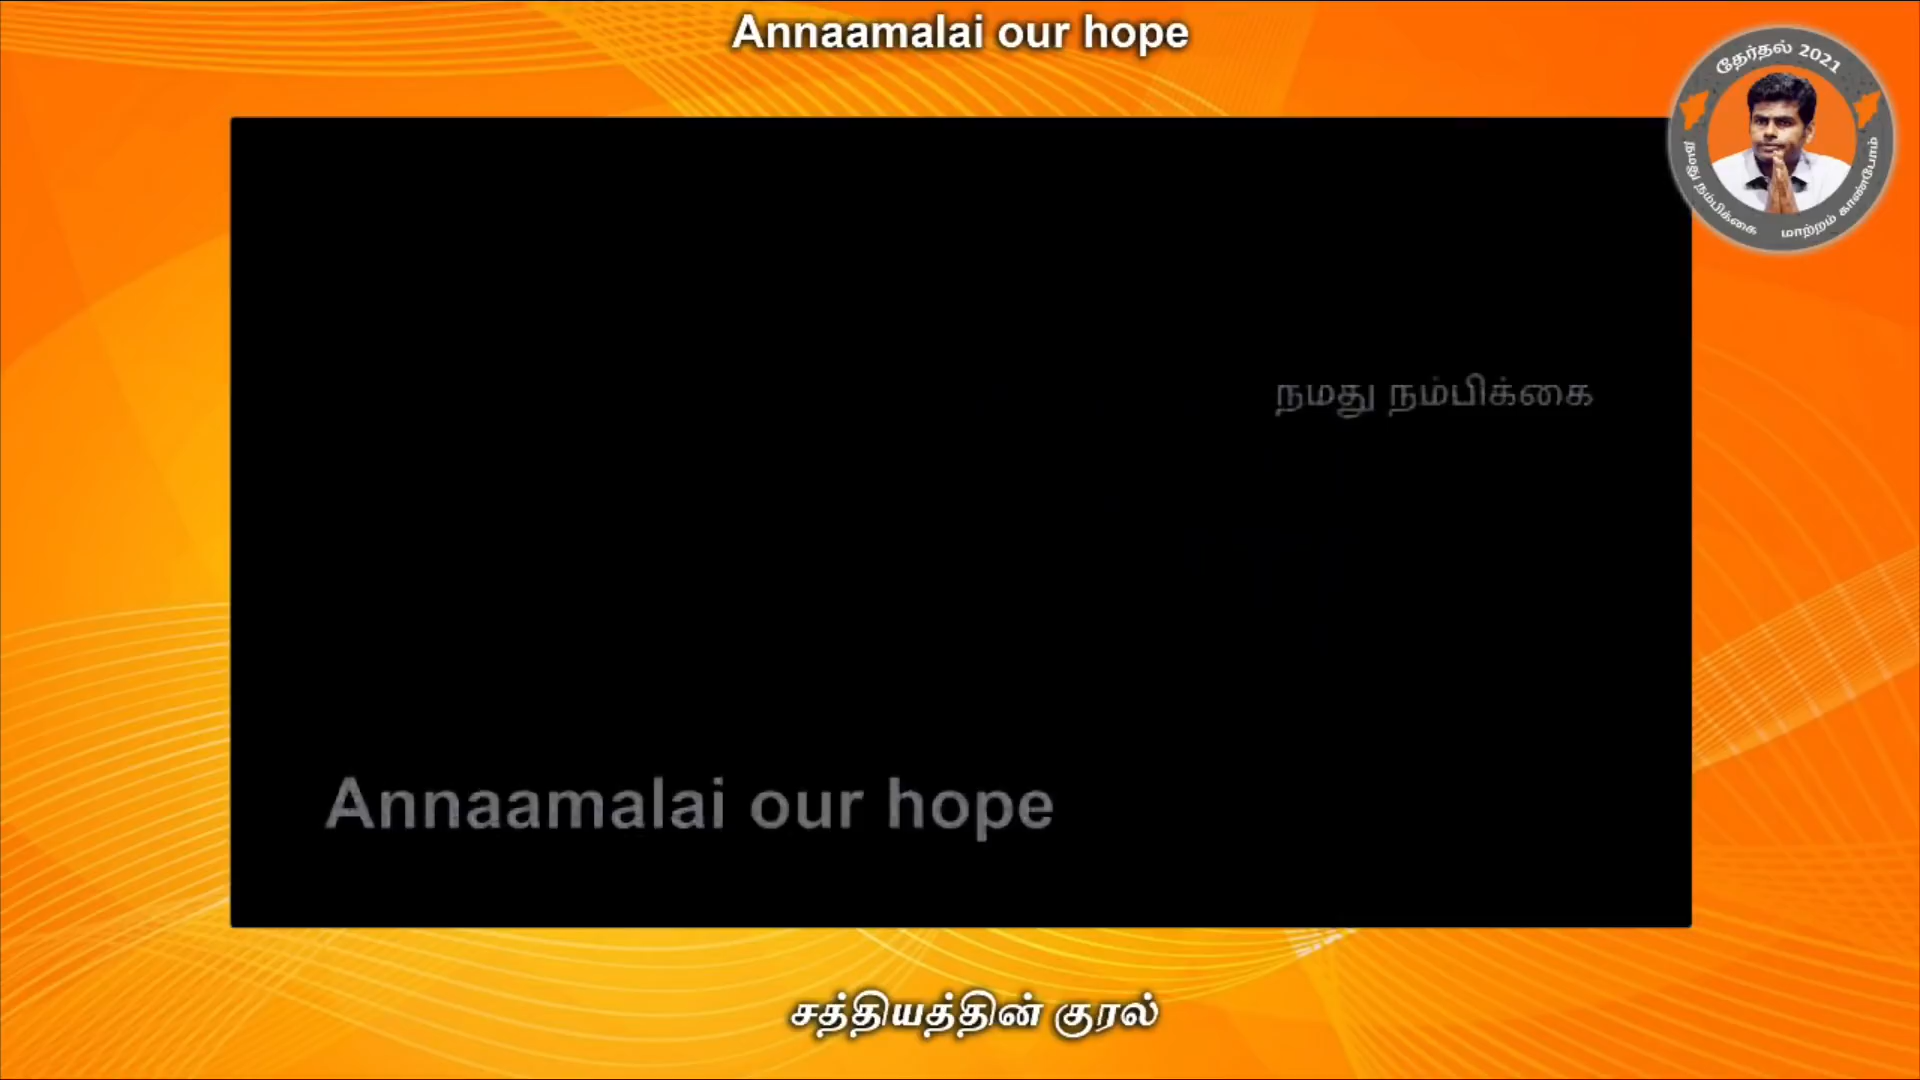 Annaamalai our hope
தேர்தல் 2021
நமது நம்பிக்கை
மாற்றம் காண்போம்
நமது நம்பிக்கை
Annaamalai our hope
சத்தியத்தின் குரல்